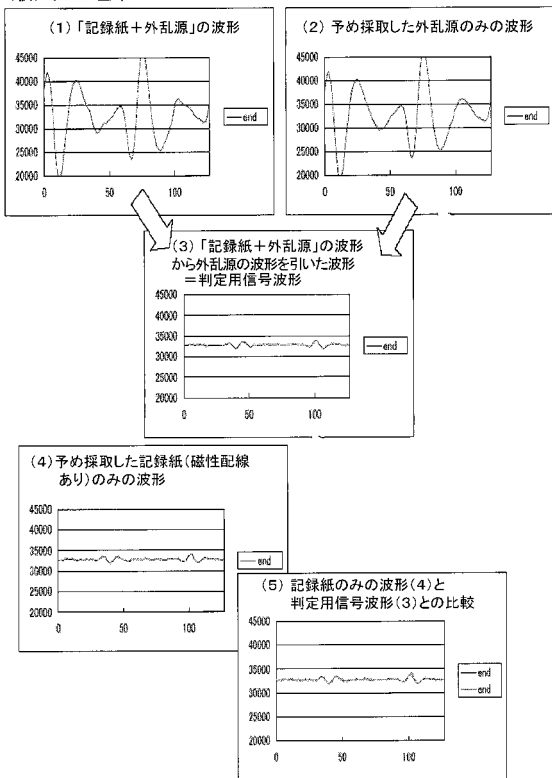 (1)「記録紙＋外乱源」の波形
45000
40000
35000
30000
25000
20000
0
100
end
(2) 予め採取した外乱源のみの波形
45000
40000
35000
30000
25000
20000
0
100
end
(3)「記録紙＋外乱源」の波形
から外乱源の波形を引いた波形
＝判定用信号波形
45000
40000
35000
30000
25000
20000
0
50
100
end
(4)予め採取した記録紙(磁性配線
あり)のみの波形
45000
40000
35000
30000
25000
20000
0
50
100
end
(5) 記録紙のみの波形(4)と
判定用信号波形(3)との比較
45000
40000
35000
30000
25000
20000
0
50
100
end
end